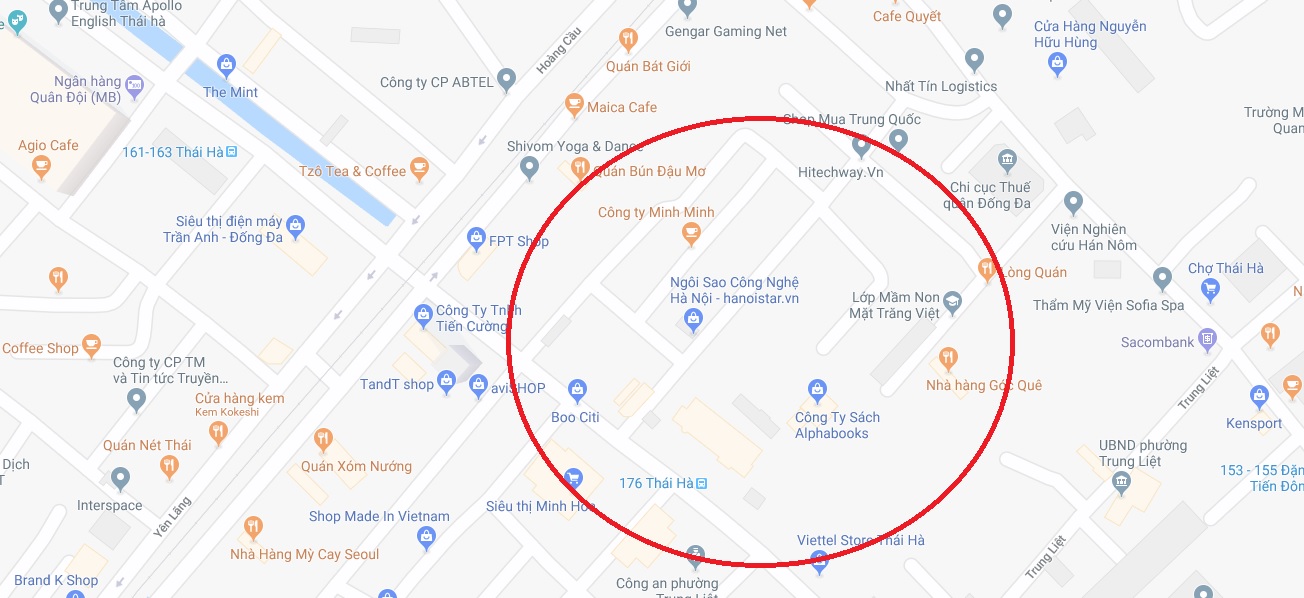 Trung Tâm Apollo
English Thái hà
Cafe Quyết
Cửa Hàng Nguyễn
Hữu Hùng
Gengar Gaming Net
Hoàng Cầu
Quán Bát Giới
Ngân hàng
Quân Đội (MB)
The Mint
Công ty CP ABTEL
Nhất Tín Logistics
Maica Cafe
Trường M
Quan
Shop Mua Trung Quốc
Agio Cafe
161-163 Thái Hà
Shivom Yoga & Dance
Tzô Tea & Coffee
Quán Bún Đậu Mơ
Hitechway.Vn
Chi cục Thuế
quận Đống Đa
Công ty Minh Minh
Siêu thị điện máy
Trần Anh - Đống Đa
FPT Shop
Viện Nghiên
cứu Hán Nôm
Lòng Quán
Chợ Thái Hà
Ngôi Sao Công Nghệ
Hà Nội - hanoistar.vn
Lớp Mầm Non
Mặt Trăng Việt
Thẩm Mỹ Viện Sofia Spa
N
Công Ty Tnhh
Tiến Cường
Coffee Shop
Sacombank
Công ty CP TM
và Tin tức Truyền...
TandT shop
aviSHOP
Nhà hàng Góc Quê
Trung Liệt
Cửa hàng kem
Kem Kokeshi
Boo Citi
Công Ty Sách
Alphabooks
Kensport
Quán Nét Thái
Quán Xóm Nướng
UBND phường
Trung Liệt
Dịch
T
176 Thái Hà
153 - 155 Đặn
Tiến Đôn
Interspace
Siêu thị Minh Hoa
Yên Lãng
Shop Made In Vietnam
Nhà Hàng Mỳ Cay Seoul
Viettel Store Thái Hà
Trung Liệt
Brand K Shop
Công an phường
Trung Liệt